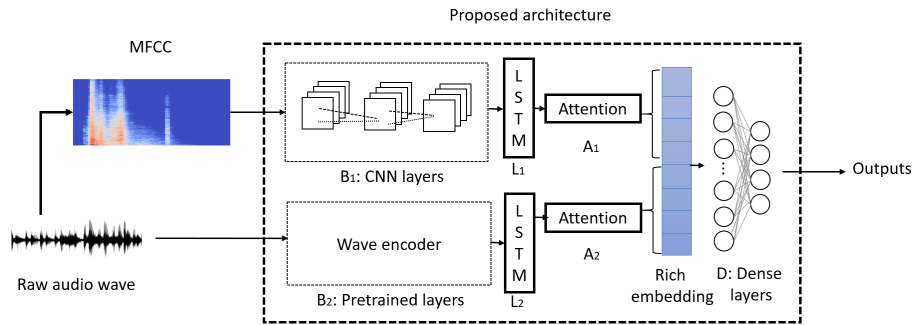 Proposed architecture
MFCC
L
S
T
M
Attention
A1
B1: CNN layers
L1
Outputs
Raw audio wave
Wave encoder
L
S
T
M
Attention
A2
B2: Pretrained layers
L2
Rich
embedding
D: Dense
layers